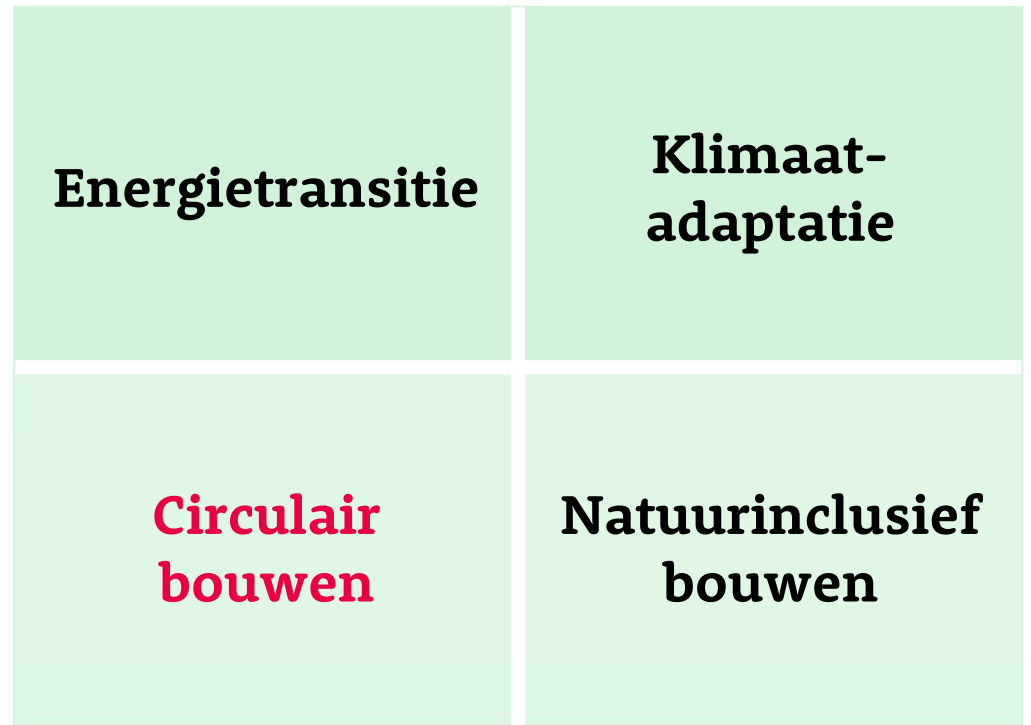 Energietransitie
Klimaat-
adaptatie
Circulair
bouwen
Natuurinclusief
bouwen